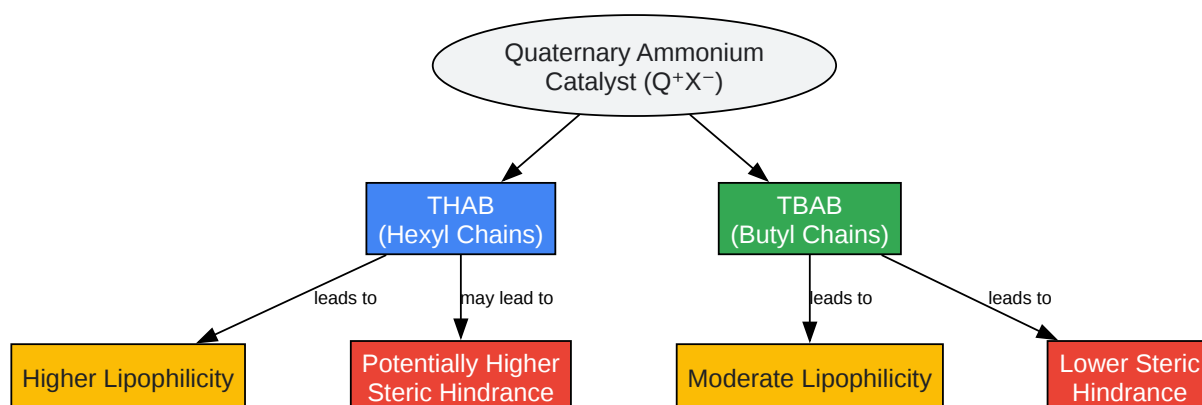 Quaternary Ammonium
Catalyst (Q⁺X⁻)
THAB
(Hexyl Chains)
TBAB
(Butyl Chains)
leads to
may lead to
leads to
leads to
Higher Lipophilicity
Potentially Higher
Steric Hindrance
Moderate Lipophilicity
Lower Steric
Hindrance